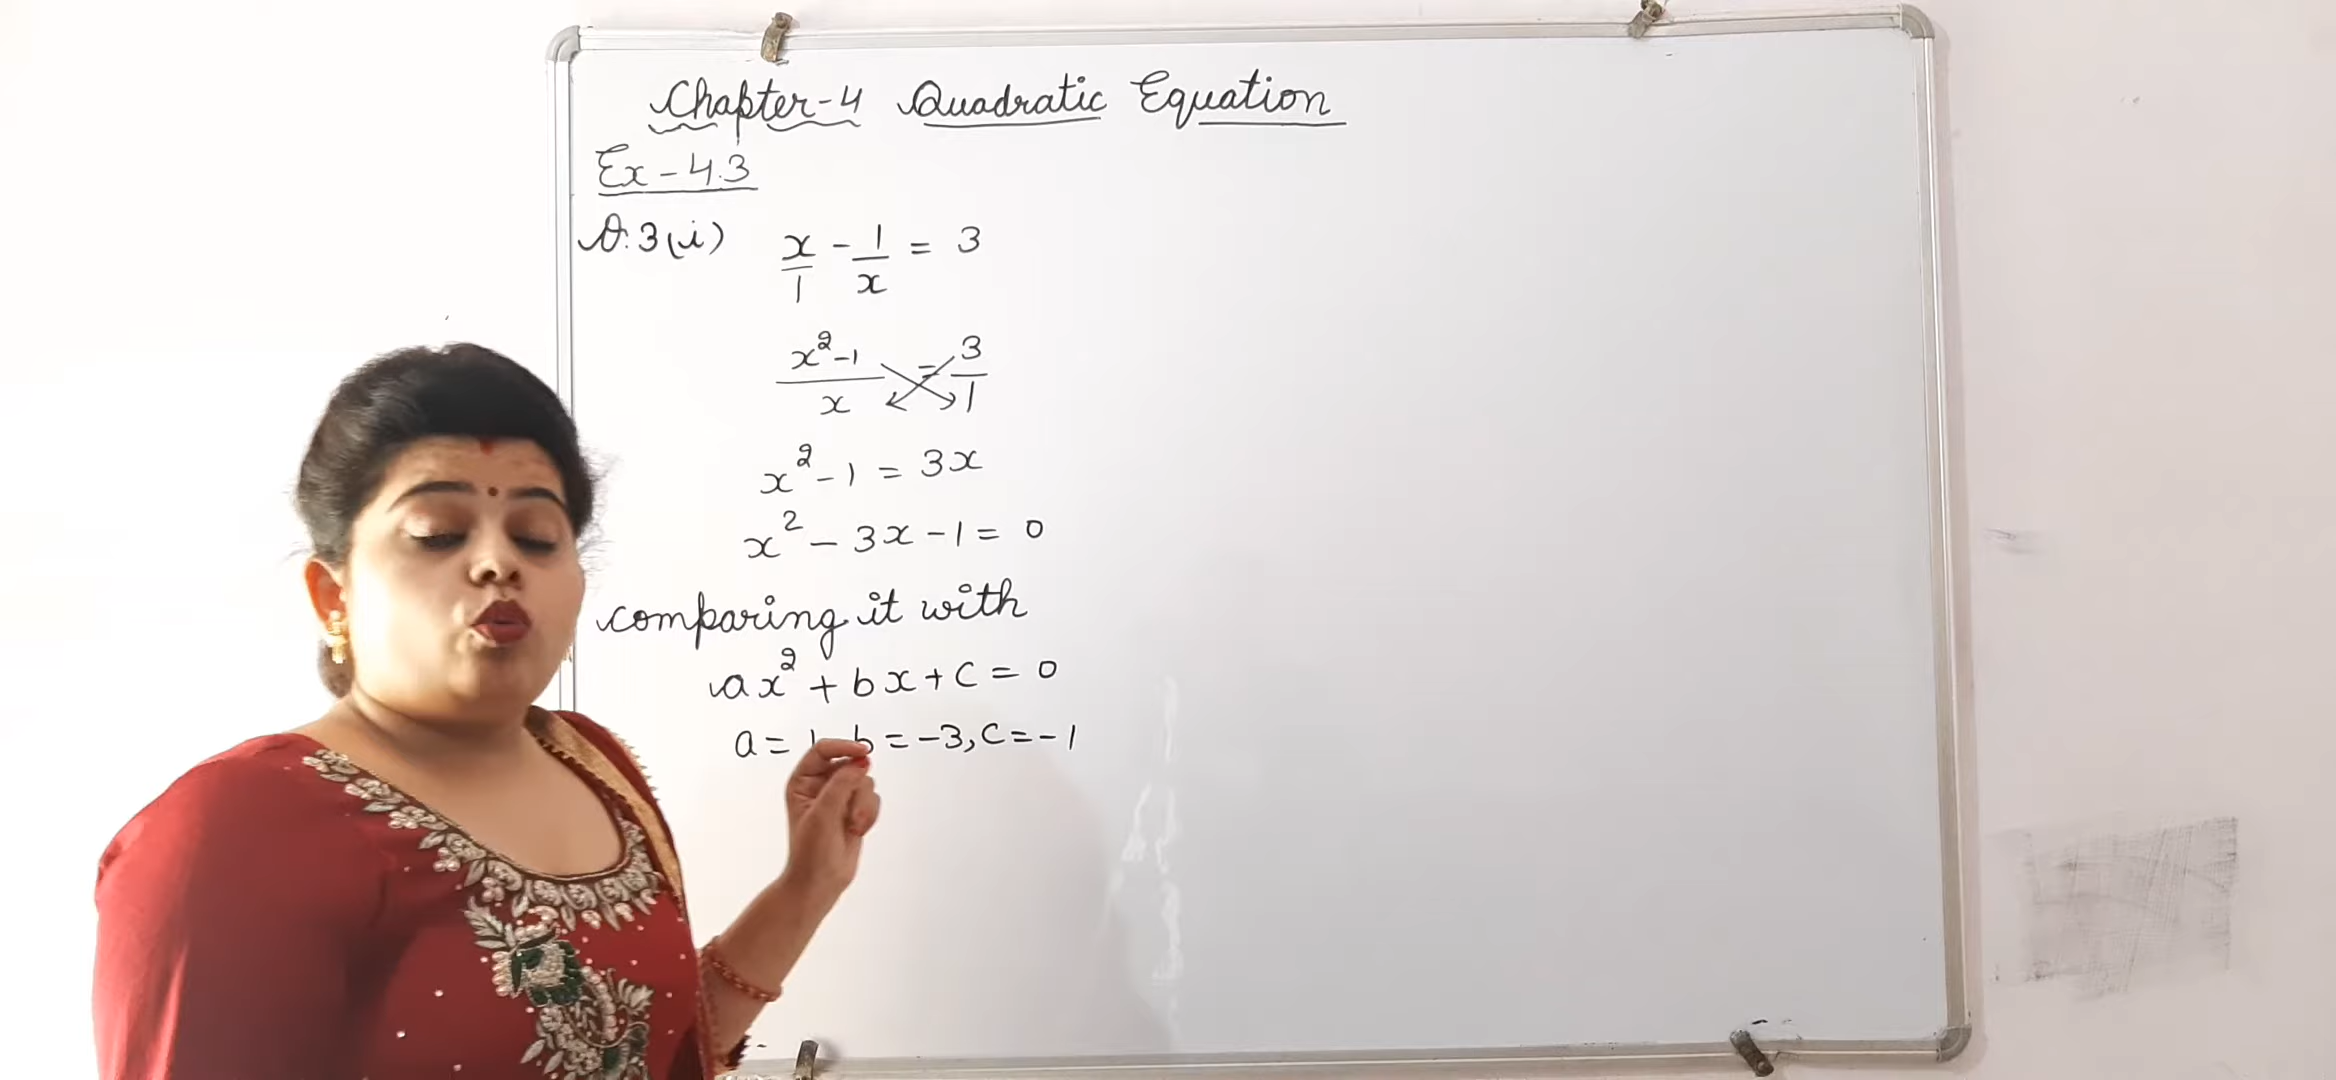 Chapter-4 Quadratic Equation
Ex - 4.3
Q.3(i) x/1 - 1/x = 3
x²-1/x = 3/1
x² - 1 = 3x
x² - 3x - 1 = 0
comparing it with
ax² + bx + c = 0
a = 1 b = -3, c = -1